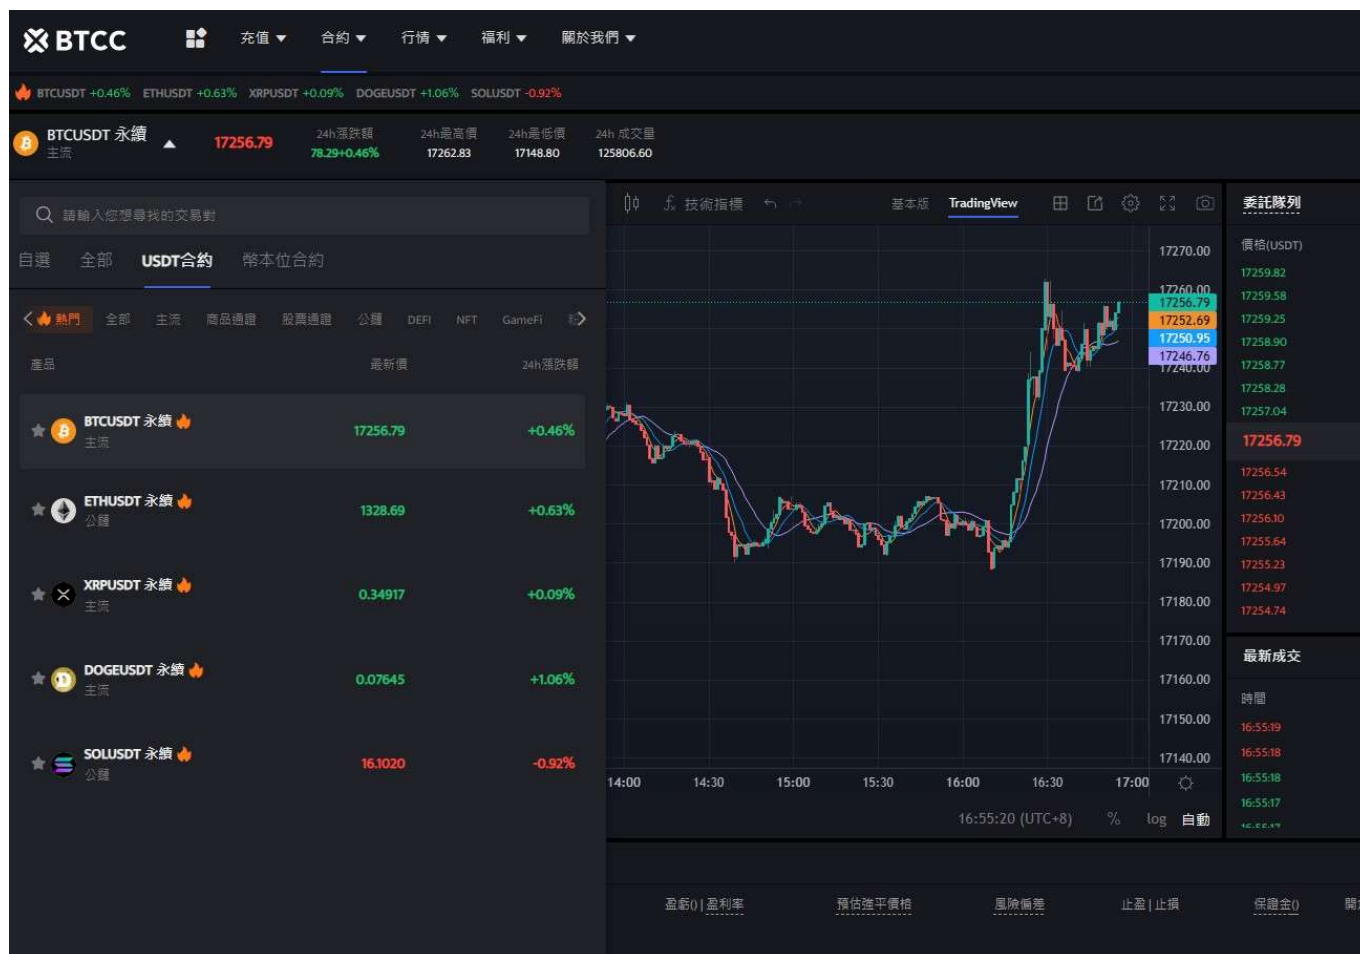 BTCC 充值 合約 行情 福利 關於我們
BTCUSDT +0.46% ETHUSDT +0.63% XRPUSDT +0.09% DOGEUSDT +1.06% SOLUSDT -0.92%
BTCUSDT 永續
主流
17256.79
24h漲跌額 24h最高價 24h最低價 24h 成交量
78.29+0.46% 17262.83 17148.80 125806.60
請輸入您想尋找的交易對
自選 全部 USDT合約 幣本位合約
熱門 全部 主流 商品通證 股票通證 公鏈 DEFI NFT GameFi
產品 最新價 24h漲跌額
BTCUSDT 永續 17256.79 +0.46%
主流
ETHUSDT 永續 1328.69 +0.63%
公鏈
XRPUSDT 永續 0.34917 +0.09%
主流
DOGEUSDT 永續 0.07645 +1.06%
主流
SOLUSDT 永續 16.1020 -0.92%
公鏈
技術指標 基本版 TradingView
17270.00
17260.00
17256.79
17252.69
17250.95
17246.76
17240.00
17230.00
17220.00
17210.00
17200.00
17190.00
17180.00
17170.00
17160.00
17150.00
17140.00
14:00 14:30 15:00 15:30 16:00 16:30 17:00
16:55:20 (UTC+8) % log 自動
委託隊列
價格(USDT)
17259.82
17259.58
17259.25
17258.90
17258.77
17258.28
17257.04
17256.79
17256.54
17256.43
17256.10
17255.64
17255.23
17254.97
17254.74
最新成交
時間
16:55:19
16:55:18
16:55:18
16:55:17
16:55:17
盈虧()|盈利率 預估強平價格 風險偏差 止盈|止損 保證金()